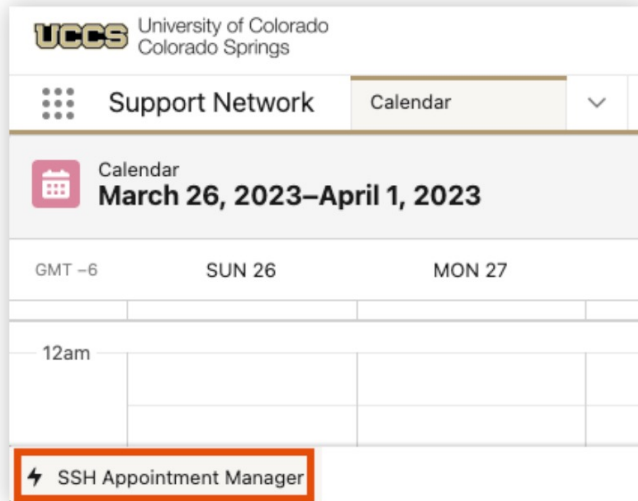 UCCS University of Colorado
Colorado Springs
Support Network Calendar
Calendar
March 26, 2023–April 1, 2023
GMT −6 SUN 26 MON 27
12am
SSH Appointment Manager